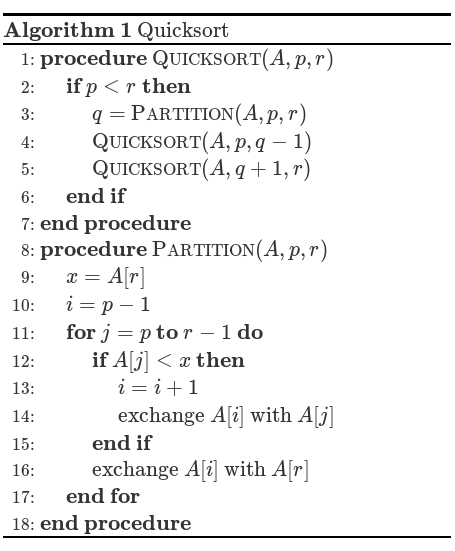 Algorithm 1 Quicksort
1: procedure QUICKSORT(A, p, r)
2: if p < r then
3: q = PARTITION(A, p, r)
4: QUICKSORT(A, p, q − 1)
5: QUICKSORT(A, q + 1, r)
6: end if
7: end procedure
8: procedure PARTITION(A, p, r)
9: x = A[r]
10: i = p − 1
11: for j = p to r − 1 do
12: if A[j] < x then
13: i = i + 1
14: exchange A[i] with A[j]
15: end if
16: exchange A[i] with A[r]
17: end for
18: end procedure